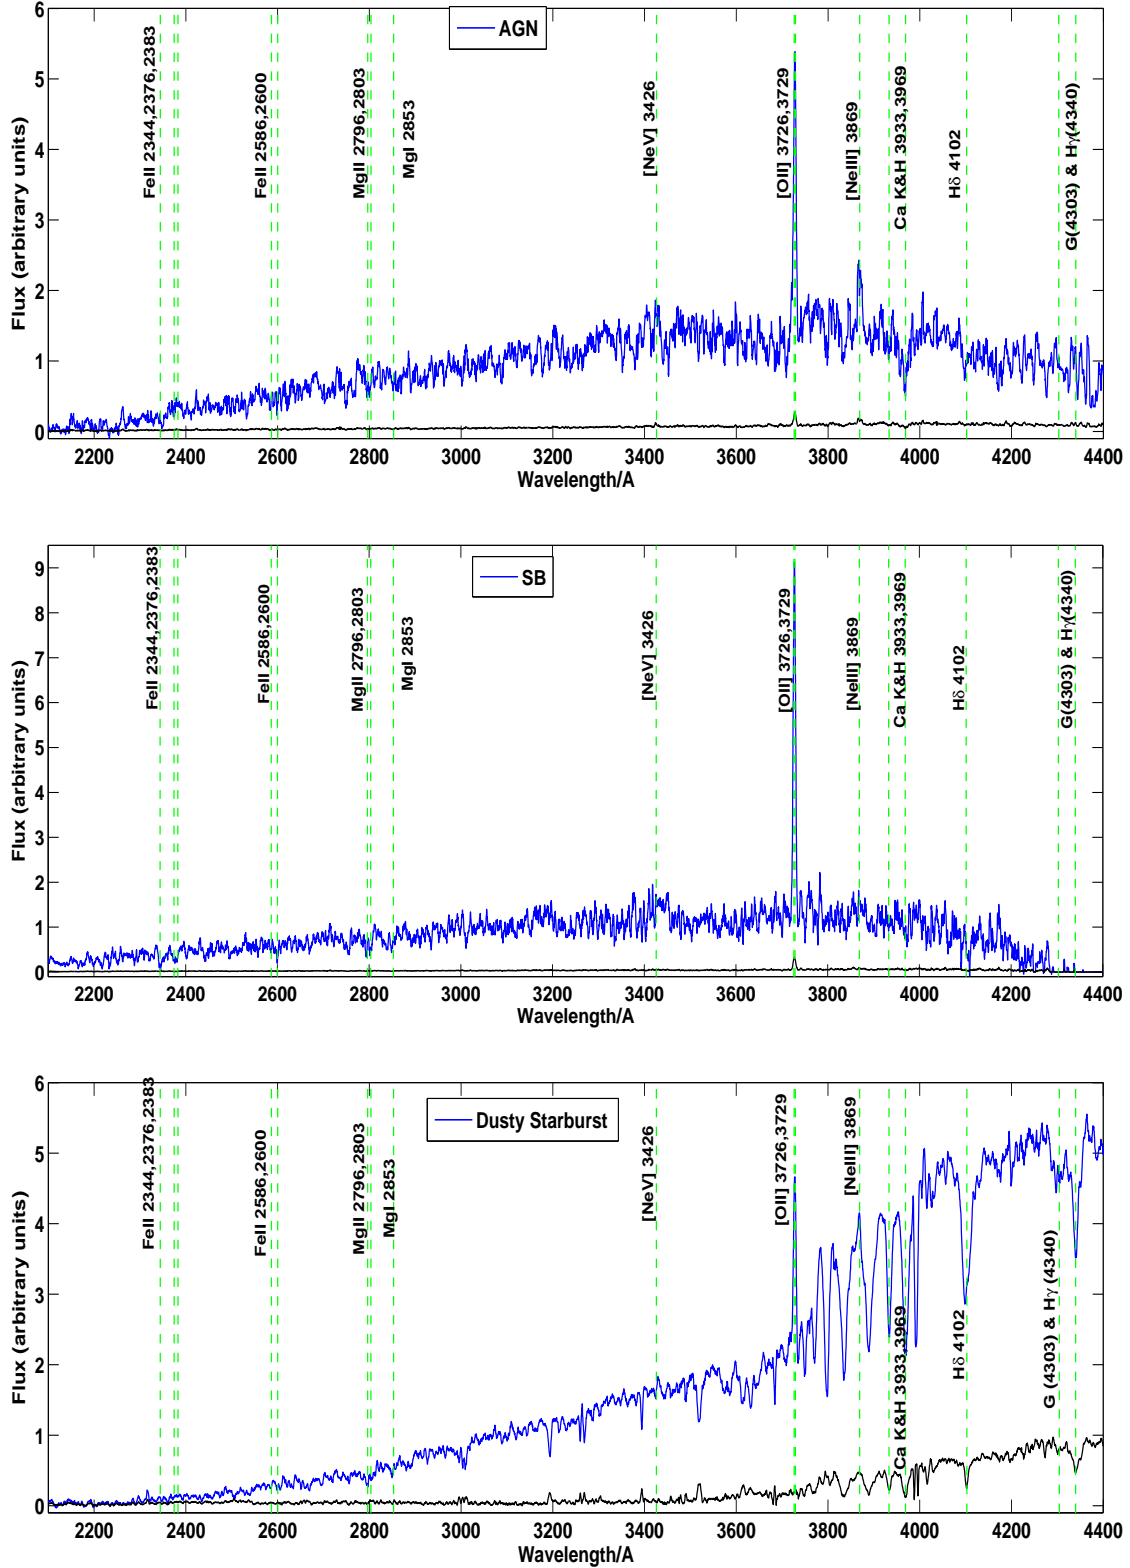 AGN
FeII 2344,2376,2383
FeII 2586,2600
MgII 2796,2803
MgI 2853
[NeV] 3426
[OII] 3726,3729
[NeIII] 3869
Ca K&H 3933,3969
Hδ 4102
G(4303) & Hγ(4340)
Flux (arbitrary units)
6
5
4
3
2
1
0
2200 2400 2600 2800 3000 3200 3400 3600 3800 4000 4200 4400
Wavelength/A
SB
FeII 2344,2376,2383
FeII 2586,2600
MgII 2796,2803
MgI 2853
[NeV] 3426
[OII] 3726,3729
[NeIII] 3869
Ca K&H 3933,3969
Hδ 4102
G(4303) & Hγ(4340)
Flux (arbitrary units)
9
8
7
6
5
4
3
2
1
0
2200 2400 2600 2800 3000 3200 3400 3600 3800 4000 4200 4400
Wavelength/A
Dusty Starburst
FeII 2344,2376,2383
FeII 2586,2600
MgII 2796,2803
MgI 2853
[NeV] 3426
[OII] 3726,3729
[NeIII] 3869
Ca K&H 3933,3969
Hδ 4102
G (4303) & Hγ (4340)
Flux (arbitrary units)
6
5
4
3
2
1
0
2200 2400 2600 2800 3000 3200 3400 3600 3800 4000 4200 4400
Wavelength/A